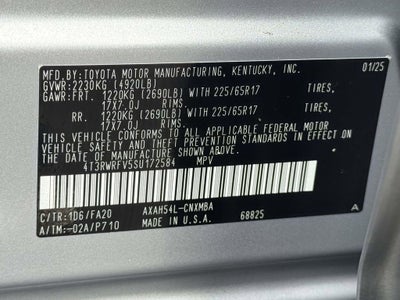 MFD.BY:TOYOTA MOTOR MANUFACTURING, KENTUCKY, INC. 01/25
GVWR:2230KG (4920LB)
GAWR:FRT. 1220KG (2690LB) WITH 225/65R17 TIRES,
17X7.0J RIMS
RR. 1220KG (2690LB) WITH 225/65R17 TIRES,
17X7.0J RIMS
THIS VEHICLE CONFORMS TO ALL APPLICABLE FEDERAL MOTOR
VEHICLE SAFETY AND THEFT PREVENTION STANDARDS IN EFFECT
ON THE DATE OF MANUFACTURE SHOWN ABOVE.
4T3RWRFV5SU172584 MPV
C/TR:1D6/FA20 AXAH54L-CNXMBA A
A/TM:-02A/P710 MADE IN U.S.A. 68825